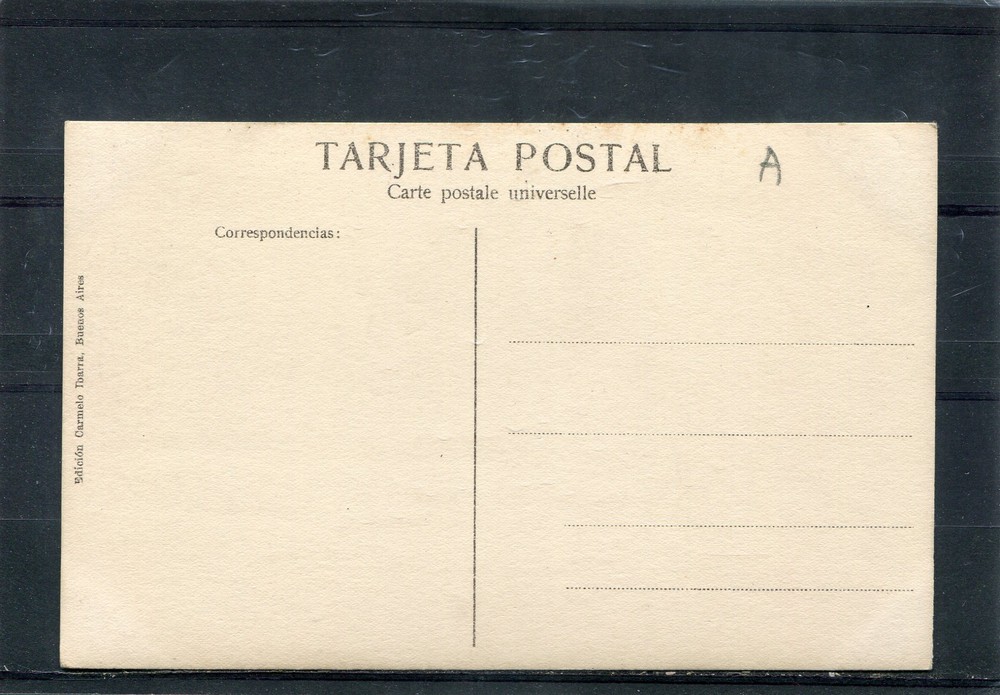 TARJETA POSTAL
A
Carte postale universelle
Correspondencias:
Edición Carmelo Ibarra, Buenos Aires